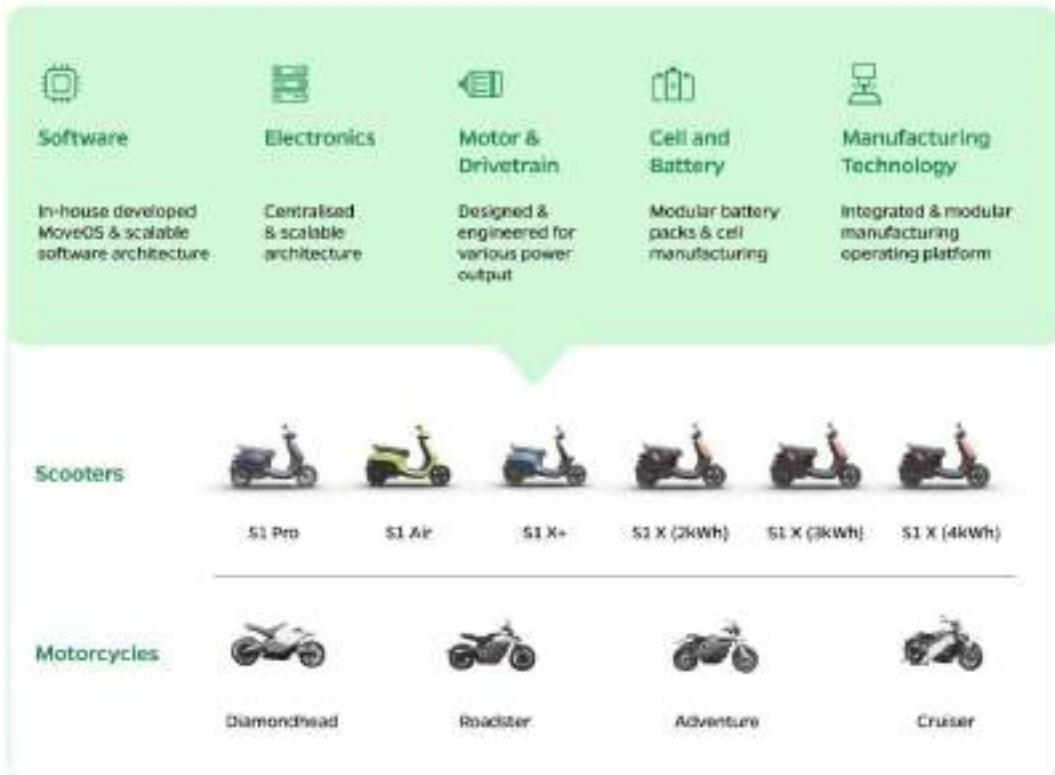 Software
Electronics
Motor &
Drivetrain
Cell and
Battery
Manufacturing
Technology
In-house developed
MoveOS & scalable
software architecture
Centralised
& scalable
architecture
Designed &
engineered for
various power
output
Modular battery
packs & cell
manufacturing
Integrated & modular
manufacturing
operating platform
Scooters
S1 Pro
S1 Air
S1 X+
S1 X (2kWh)
S1 X (3kWh)
S1 X (4kWh)
Motorcycles
Diamondhead
Roadster
Adventure
Cruiser